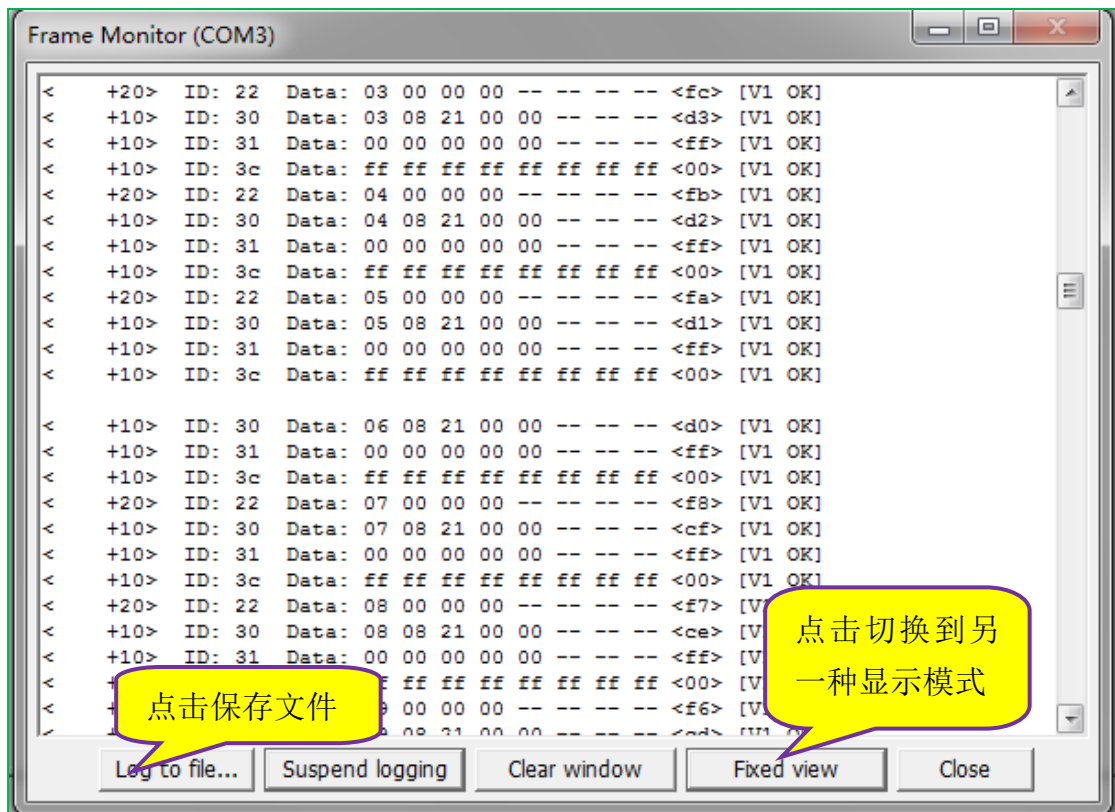 Frame Monitor (COM3)
< +20> ID: 22 Data: 03 00 00 00 -- -- -- -- <fc> [V1 OK]
< +10> ID: 30 Data: 03 08 21 00 00 -- -- -- <d3> [V1 OK]
< +10> ID: 31 Data: 00 00 00 00 00 -- -- -- <ff> [V1 OK]
< +10> ID: 3c Data: ff ff ff ff ff ff ff ff <00> [V1 OK]
< +20> ID: 22 Data: 04 00 00 00 -- -- -- -- <fb> [V1 OK]
< +10> ID: 30 Data: 04 08 21 00 00 -- -- -- <d2> [V1 OK]
< +10> ID: 31 Data: 00 00 00 00 00 -- -- -- <ff> [V1 OK]
< +10> ID: 3c Data: ff ff ff ff ff ff ff ff <00> [V1 OK]
< +20> ID: 22 Data: 05 00 00 00 -- -- -- -- <fa> [V1 OK]
< +10> ID: 30 Data: 05 08 21 00 00 -- -- -- <d1> [V1 OK]
< +10> ID: 31 Data: 00 00 00 00 00 -- -- -- <ff> [V1 OK]
< +10> ID: 3c Data: ff ff ff ff ff ff ff ff <00> [V1 OK]
< +10> ID: 30 Data: 06 08 21 00 00 -- -- -- <d0> [V1 OK]
< +10> ID: 31 Data: 00 00 00 00 00 -- -- -- <ff> [V1 OK]
< +10> ID: 3c Data: ff ff ff ff ff ff ff ff <00> [V1 OK]
< +20> ID: 22 Data: 07 00 00 00 -- -- -- -- <f8> [V1 OK]
< +10> ID: 30 Data: 07 08 21 00 00 -- -- -- <cf> [V1 OK]
< +10> ID: 31 Data: 00 00 00 00 00 -- -- -- <ff> [V1 OK]
< +10> ID: 3c Data: ff ff ff ff ff ff ff ff <00> [V1 OK]
< +20> ID: 22 Data: 08 00 00 00 -- -- -- -- <f7>
< +10> ID: 30 Data: 08 08 21 00 00 -- -- -- <ce>
< +10> ID: 31 Data: 00 00 00 00 00 -- -- -- <ff>
< ff ff ff ff ff ff ff <00>
< 00 00 00 -- -- -- -- <f6>
点击切换到另
一种显示模式
点击保存文件
Log to file...
Suspend logging
Clear window
Fixed view
Close